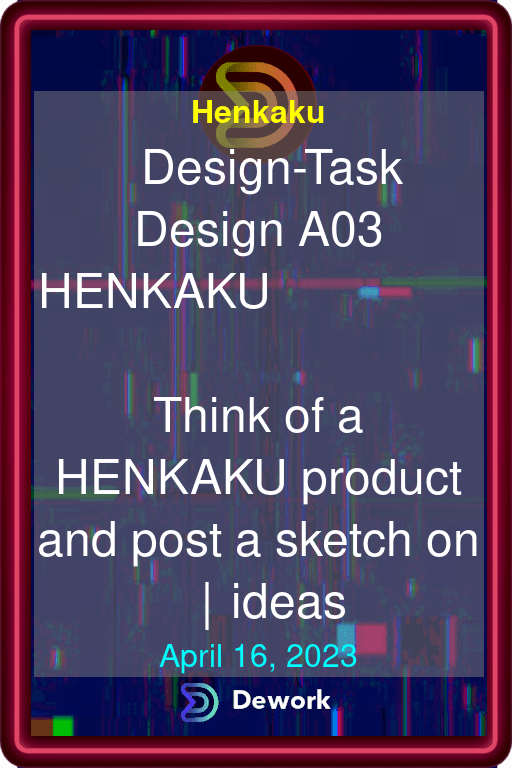 Henkaku
Design-Task
Design A03
HENKAKU
Think of a
HENKAKU product
and post a sketch on
| ideas
April 16, 2023
Dework